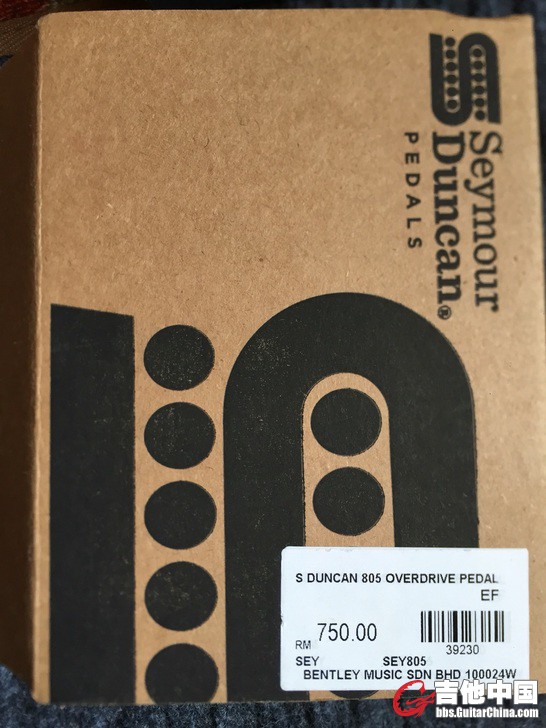 Seymour
Duncan®
PEDALS
S DUNCAN 805 OVERDRIVE PEDAL
EF
RM 750.00
39230
SEY SEY805
BENTLEY MUSIC SDN BHD 100024W
吉他中国
bbs.GuitarChina.com